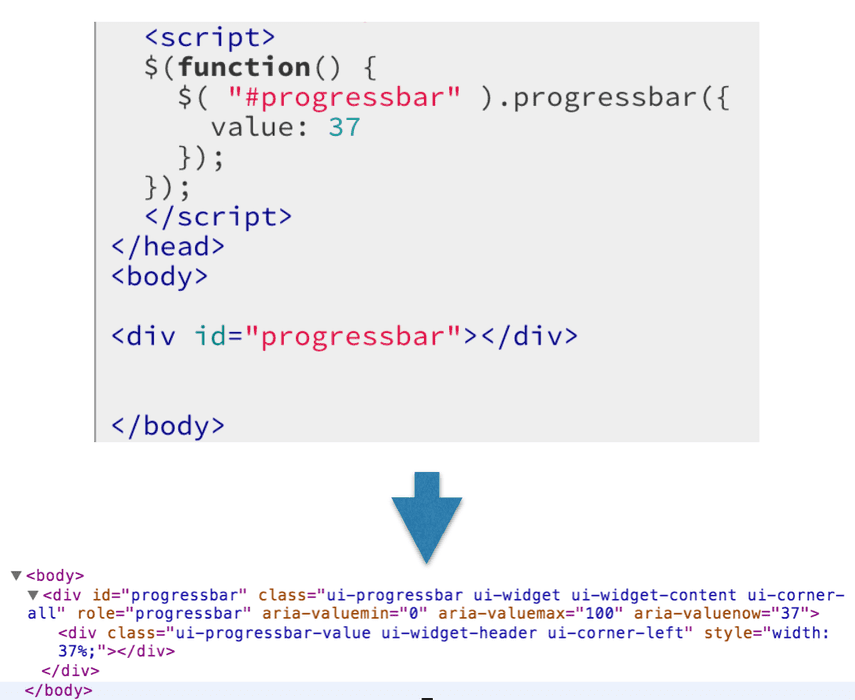 <script>
$(function() {
$( "#progressbar" ).progressbar({
value: 37
});
});
</script>
</head>
<body>
<div id="progressbar"></div>
</body>
▼<body>
▼<div id="progressbar" class="ui-progressbar ui-widget ui-widget-content ui-corner-
all" role="progressbar" aria-valuemin="0" aria-valuemax="100" aria-valuenow="37">
<div class="ui-progressbar-value ui-widget-header ui-corner-left" style="width:
37%;"></div>
</div>
</body>